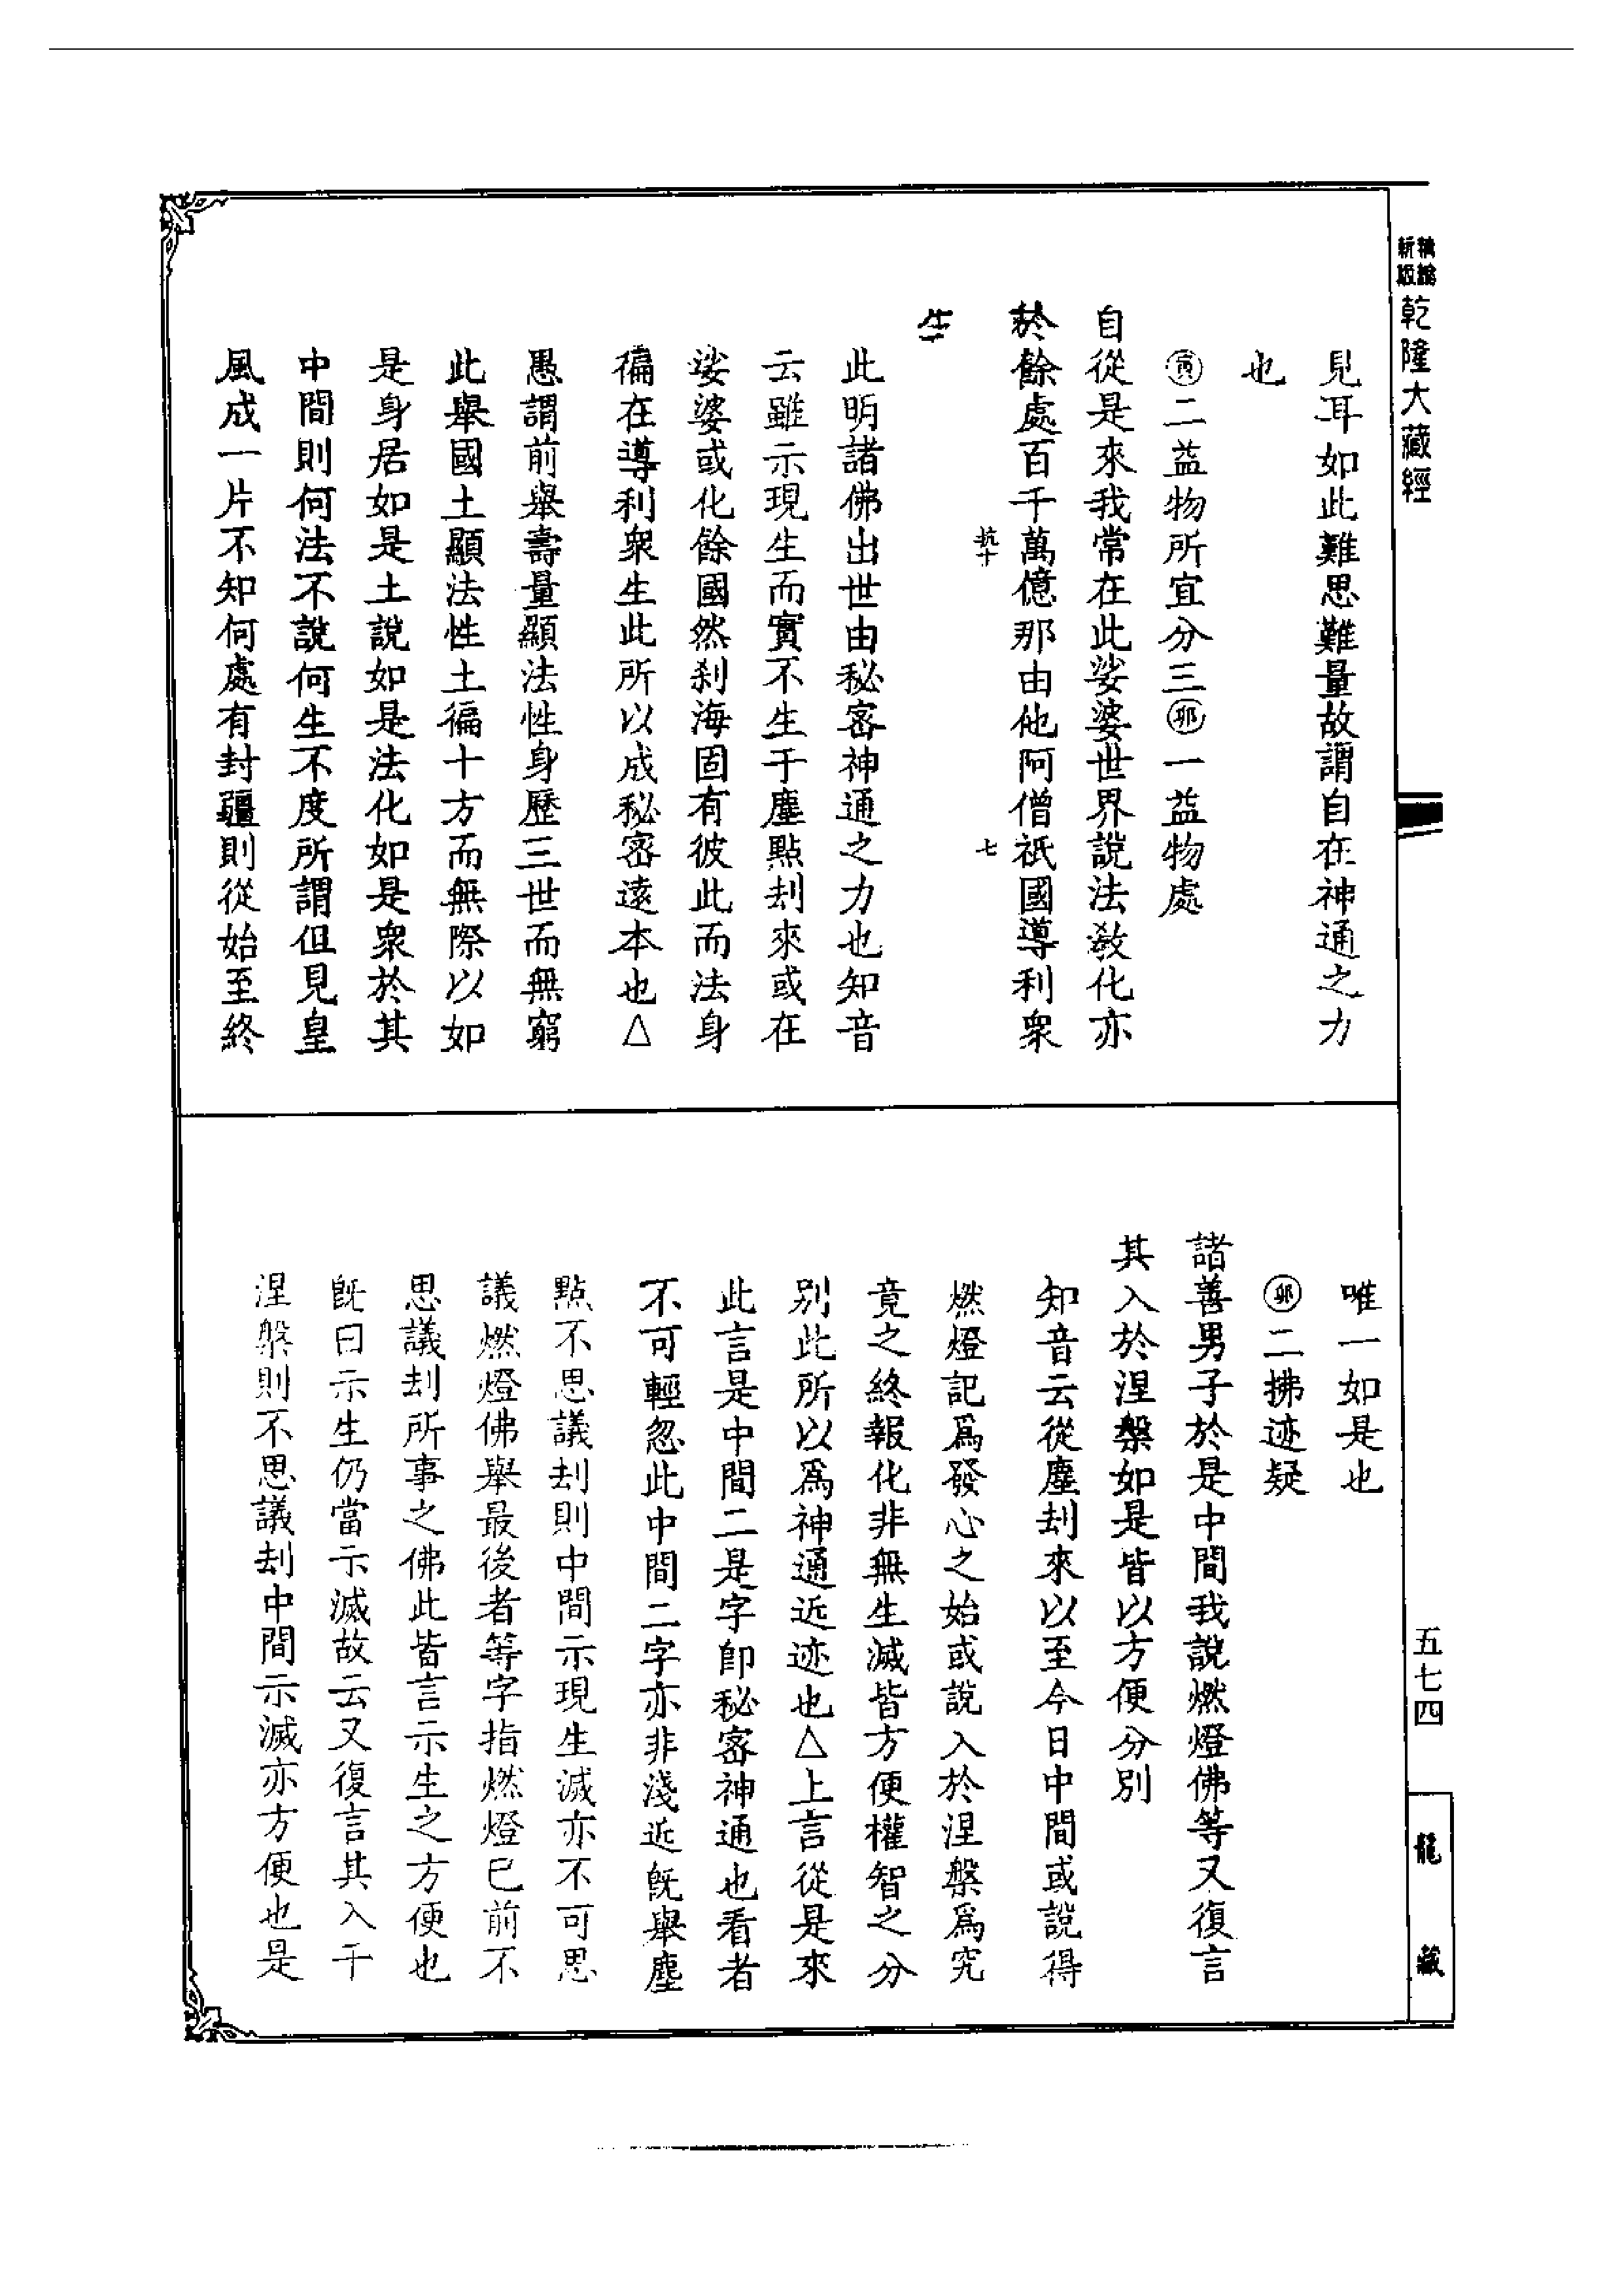 精縮
新版
乾隆大藏經
見耳如此難思難量故謂自在神通之力
也
㊞二益物所宜分三㊞一益物處
自從是來我常在此娑婆世界說法教化亦
於餘處百千萬億那由他阿僧祇國導利衆
七
生
此明諸佛出世由秘密神通之力也知音
云雖示現生而實不生于塵點刦來或在
娑婆或化餘國然刹海固有彼此而法身
徧在導利衆生此所以成秘密遠本也△
愚謂前舉壽量顯法性身歷三世而無窮
此舉國土顯法性土徧十方而無際以如
是身居如是土說如是法化如是衆於其
中間則何法不說何生不度所謂但見皇
風成一片不知何處有封疆則從始至終
唯一如是也
二拂迹疑
諸善男子於是中間我說燃燈佛等又復言
其入於涅槃如是皆以方便分別
知音云從塵刦來以至今日中間或說得
燃燈記爲發心之始或說入於涅槃爲究
竟之終報化非無生滅皆方便權智之分
別此所以爲神通近迹也△上言從是來
此言是中間二是字卽秘密神通也看者
不可輕忽此中間二字亦非淺近旣舉塵
點不思議刦則中間示現生滅亦不可思
議燃燈佛舉最後者等字指燃燈已前不
思議刦所事之佛此皆言示生之方便也
旣曰示生仍當示滅故云又復言其入于
涅槃則不思議刦中間示滅亦方便也是
五七四
龍藏